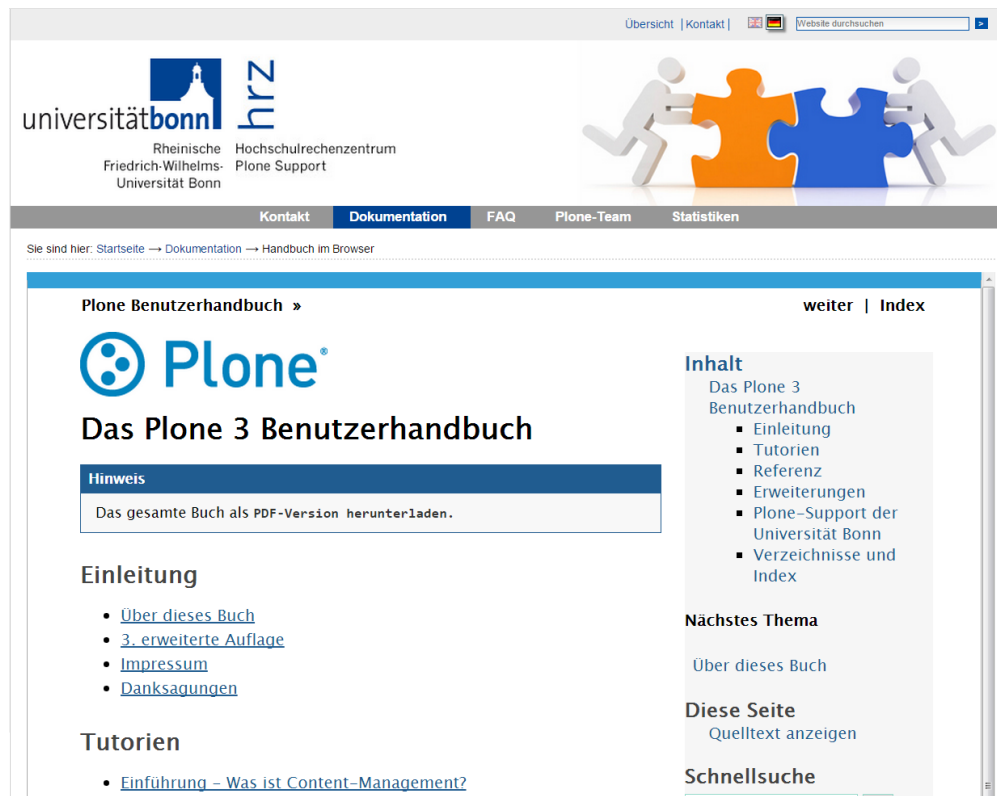 Übersicht | Kontakt |
Website durchsuchen
>
universitätbonn
hrz
Rheinische
Friedrich-Wilhelms-
Universität Bonn
Hochschulrechenzentrum
Plone Support
Kontakt Dokumentation FAQ Plone-Team Statistiken
Sie sind hier: Startseite → Dokumentation → Handbuch im Browser
Plone Benutzerhandbuch »
weiter | Index
Plone®
Das Plone 3 Benutzerhandbuch
Hinweis
Das gesamte Buch als PDF-Version herunterladen.
Einleitung
• Über dieses Buch
• 3. erweiterte Auflage
• Impressum
• Danksagungen
Tutorien
• Einführung – Was ist Content-Management?
Inhalt
Das Plone 3
Benutzerhandbuch
▪ Einleitung
▪ Tutorien
▪ Referenz
▪ Erweiterungen
▪ Plone-Support der
Universität Bonn
▪ Verzeichnisse und
Index
Nächstes Thema
Über dieses Buch
Diese Seite
Quelltext anzeigen
Schnellsuche